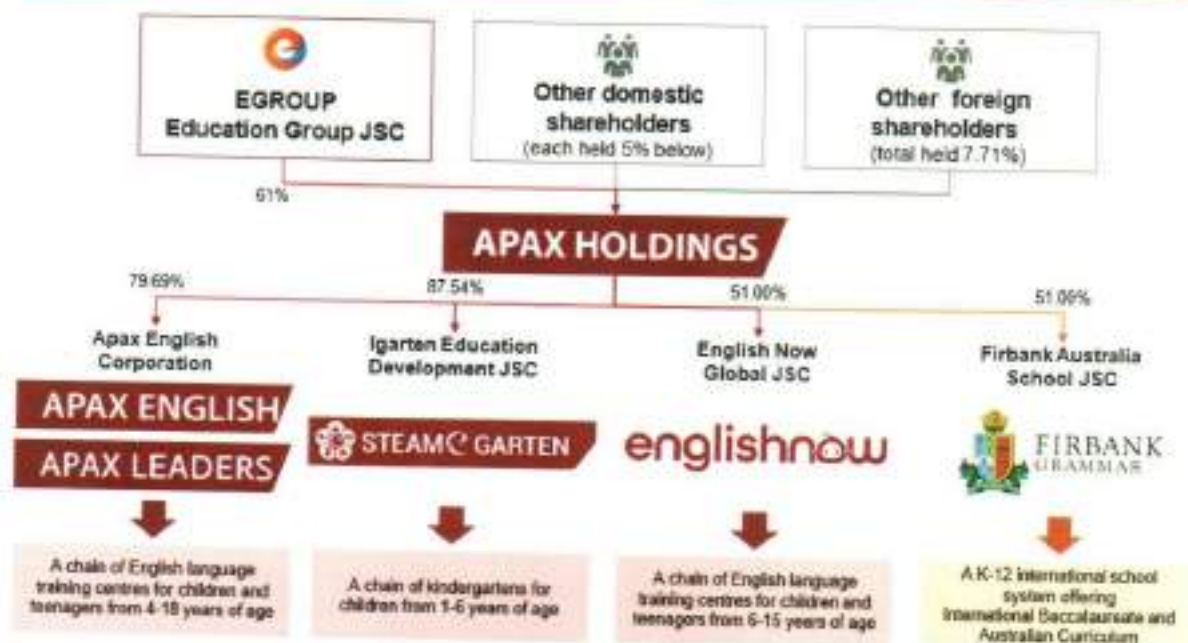 EGROUP
Education Group JSC
Other domestic
shareholders
(each held 5% below)
Other foreign
shareholders
(total held 7.71%)
61%
APAX HOLDINGS
79.69%
87.54%
51.00%
51.00%
Apax English
Corporation
Igarten Education
Development JSC
English Now
Global JSC
Firbank Australia
School JSC
APAX ENGLISH
APAX LEADERS
STEAMe GARTEN
englishnow
FIRBANK
GRAMMAR
A chain of English language
training centres for children and
teenagers from 4-18 years of age
A chain of kindergartens for
children from 1-6 years of age
A chain of English language
training centres for children and
teenagers from 6-15 years of age
A K-12 international school
system offering
International Baccalaureate and
Australian Curriculum